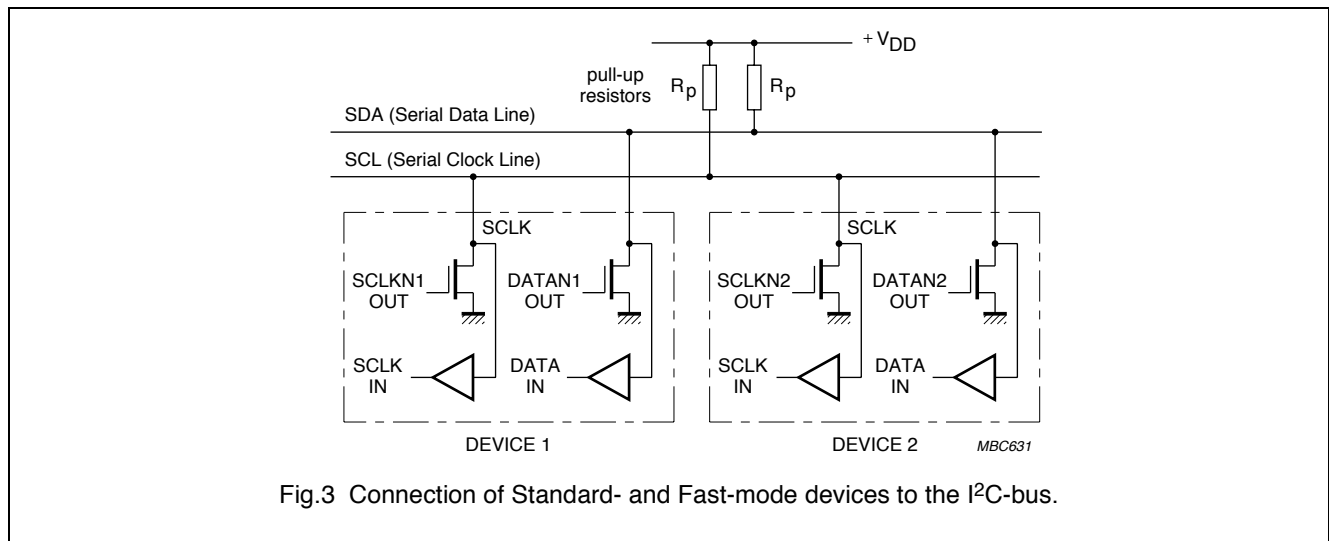 + VDD
pull-up
resistors
Rp
Rp
SDA (Serial Data Line)
SCL (Serial Clock Line)
SCLK
SCLK
SCLKN1
OUT
DATAN1
OUT
SCLKN2
OUT
DATAN2
OUT
SCLK
IN
DATA
IN
SCLK
IN
DATA
IN
DEVICE 1
DEVICE 2
MBC631
Fig.3 Connection of Standard- and Fast-mode devices to the I²C-bus.